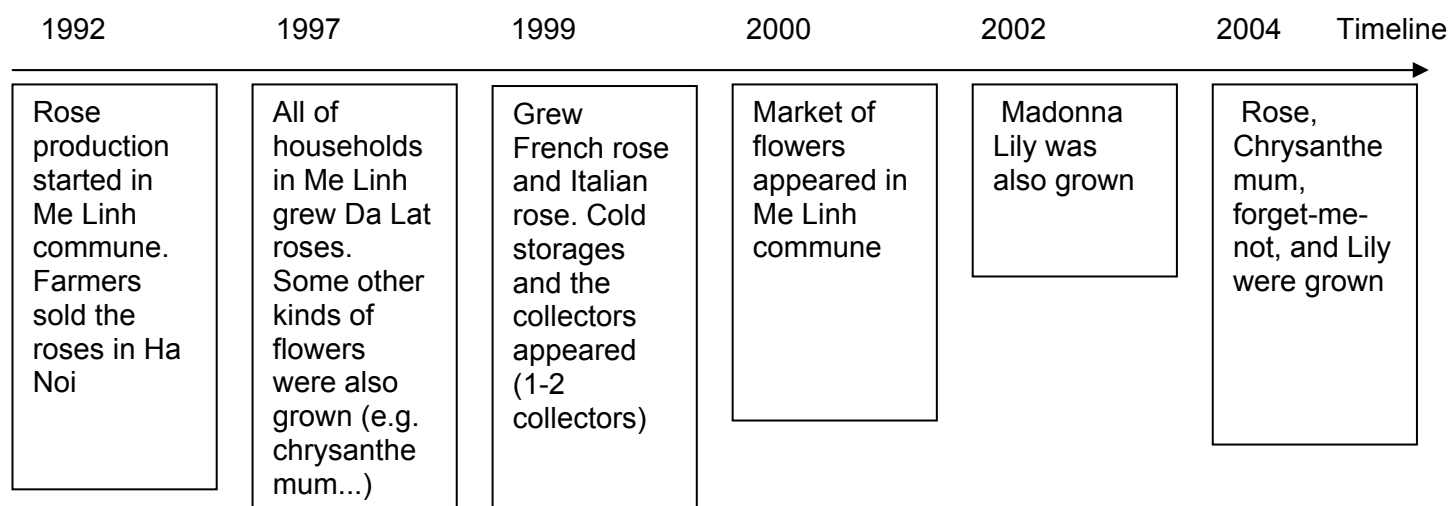 1992 1997 1999 2000 2002 2004 Timeline
Rose
production
started in
Me Linh
commune.
Farmers
sold the
roses in Ha
Noi
All of
households
in Me Linh
grew Da Lat
roses.
Some other
kinds of
flowers
were also
grown (e.g.
chrysanthe
mum...)
Grew
French rose
and Italian
rose. Cold
storages
and the
collectors
appeared
(1-2
collectors)
Market of
flowers
appeared in
Me Linh
commune
Madonna
Lily was
also grown
Rose,
Chrysanthe
mum,
forget-me-
not, and Lily
were grown